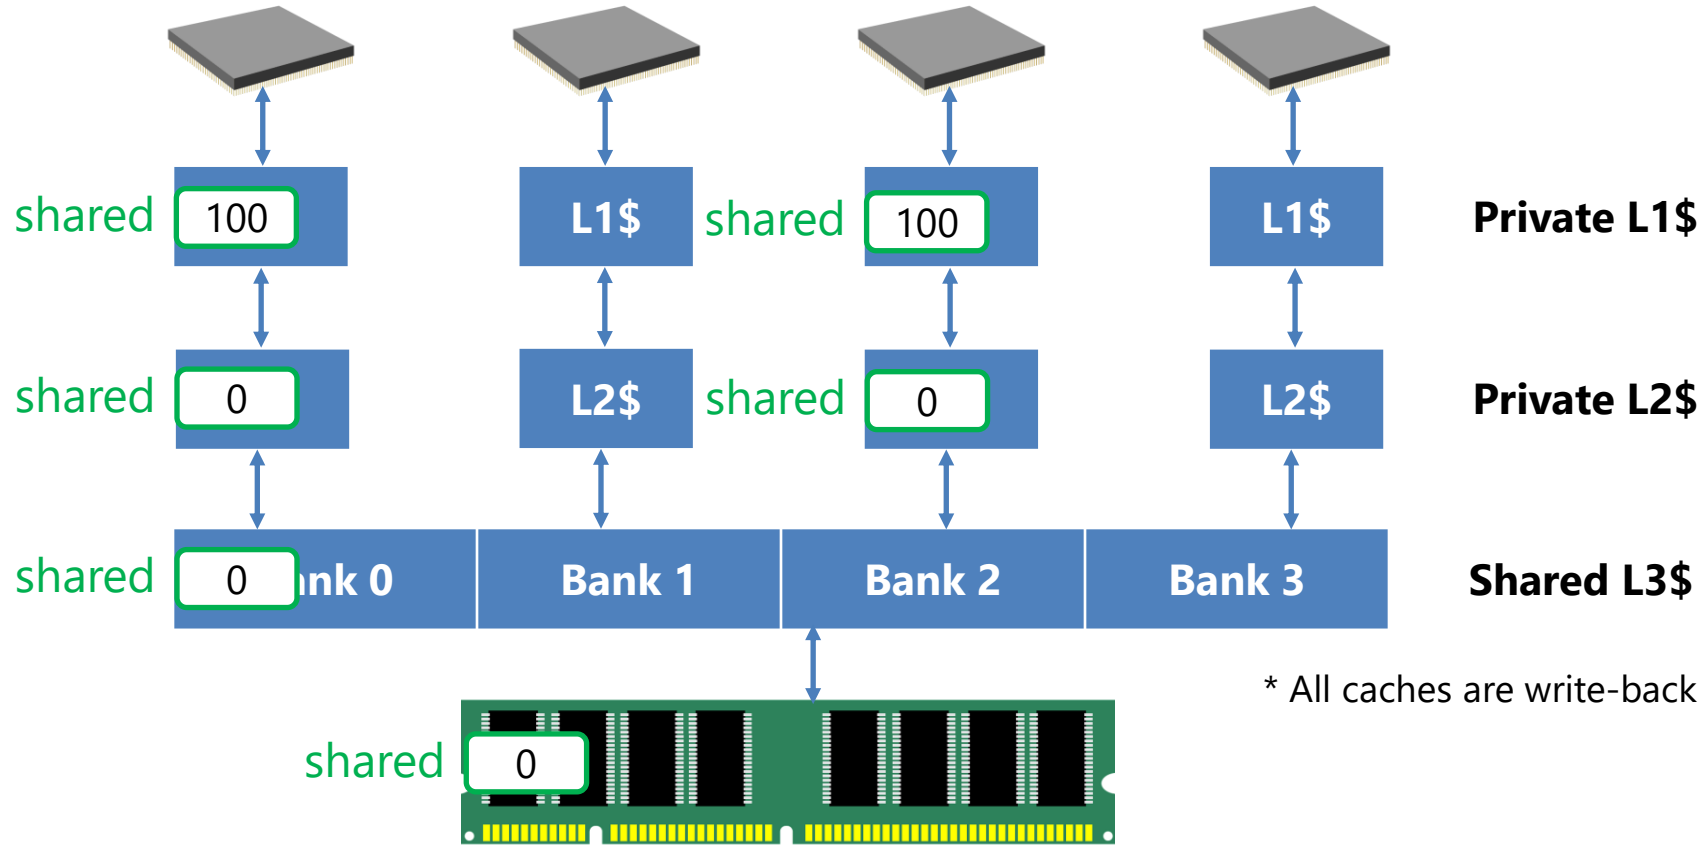 shared 100 L1$ shared 100 L1$ Private L1$
shared 0 L2$ shared 0 L2$ Private L2$
shared 0 ank 0 Bank 1 Bank 2 Bank 3 Shared L3$
* All caches are write-back
shared 0